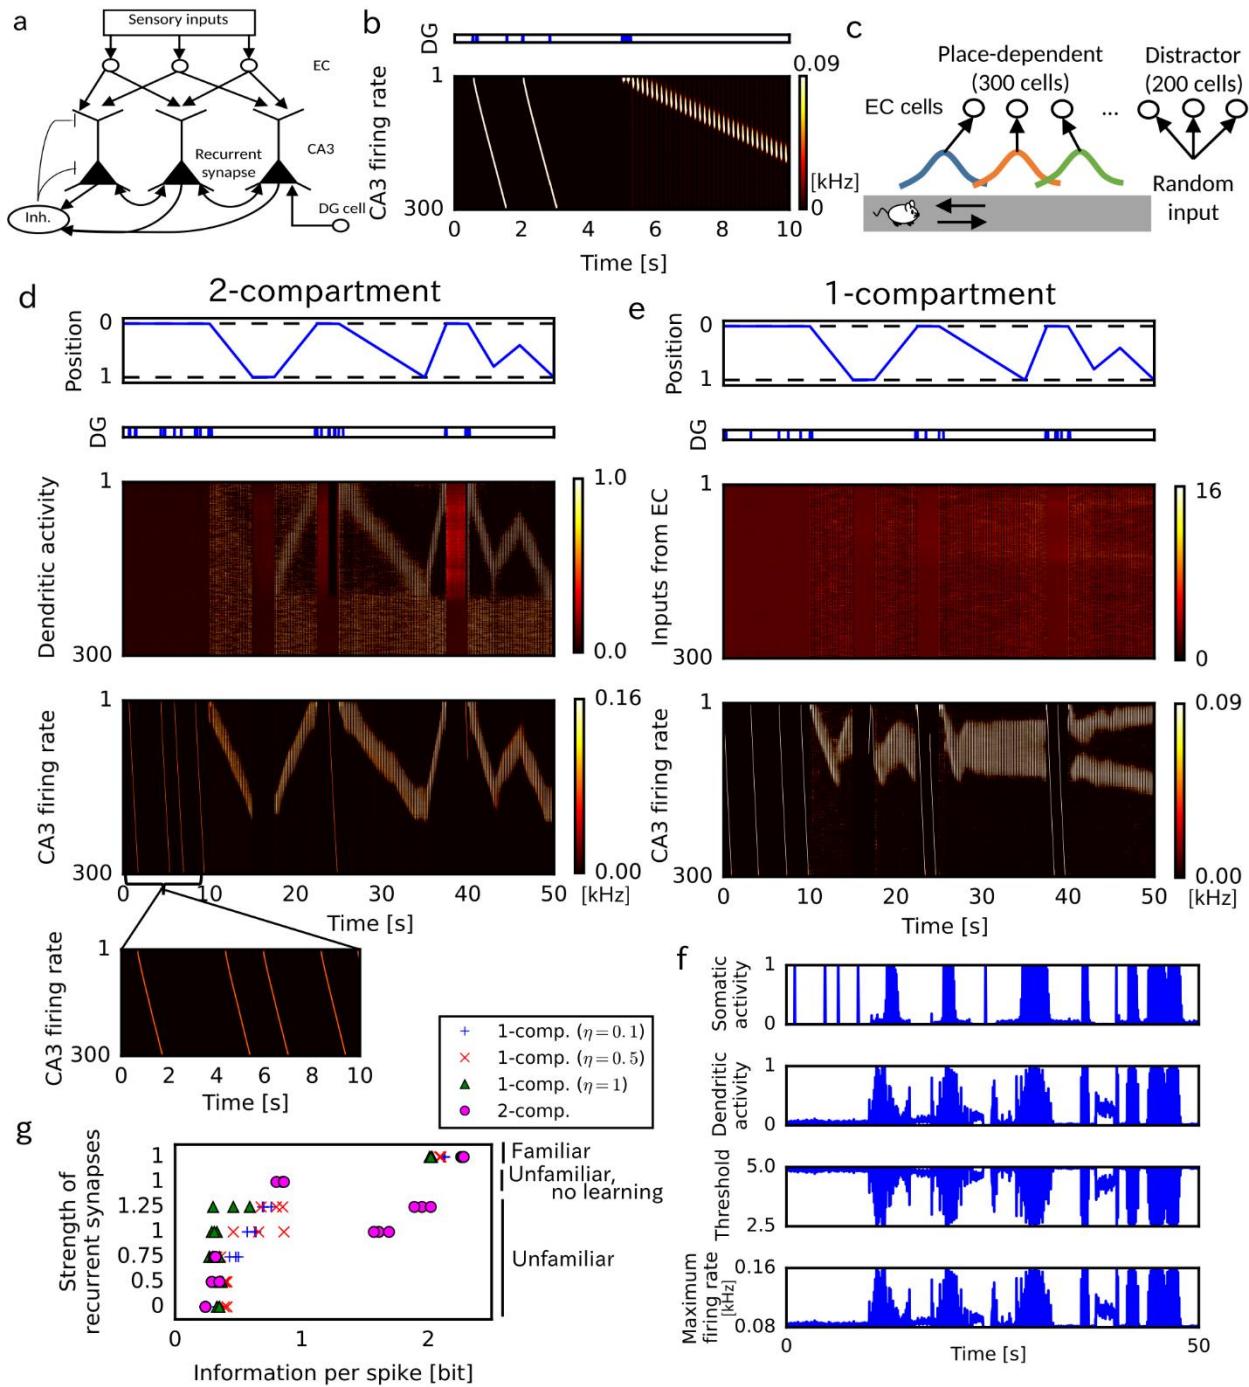 a
Sensory inputs
EC
CA3
Recurrent
synapse
Inh.
DG cell
b
DG
CA3 firing rate
1
300
0.09
[kHz]
0
0 2 4 6 8 10
Time [s]
c
Place-dependent
(300 cells)
Distractor
(200 cells)
EC cells
...
Random
input
d
2-compartment
Position
0
1
DG
Dendritic activity
1
300
1.0
0.0
CA3 firing rate
1
300
0.16
0.00
[kHz]
0 10 20 30 40 50
Time [s]
CA3 firing rate
1
300
0 2 4 6 8 10
Time [s]
1-compartment
e
Position
0
1
DG
Inputs from EC
1
300
16
0
CA3 firing rate
1
300
0.09
0.00
[kHz]
0 10 20 30 40 50
Time [s]
f
Somatic
activity
1
0
Dendritic
activity
1
0
Threshold
5.0
2.5
Maximum
firing rate
[kHz]
0.16
0.08
0 50
Time [s]
1-comp. (η = 0.1)
1-comp. (η = 0.5)
1-comp. (η = 1)
2-comp.
g
Strength of
recurrent synapses
1
1
1.25
1
0.75
0.5
0
Familiar
Unfamiliar,
no learning
Unfamiliar
0 1 2
Information per spike [bit]